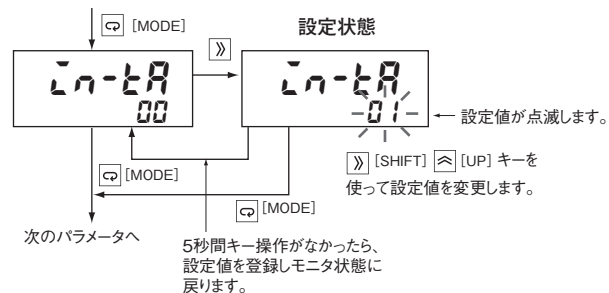 [MODE]
設定状態
In-tA
00
In-tA
01
設定値が点滅します。
[SHIFT] [UP] キーを
使って設定値を変更します。
[MODE]
[MODE]
次のパラメータへ
5秒間キー操作がなかったら、
設定値を登録しモニタ状態に
戻ります。